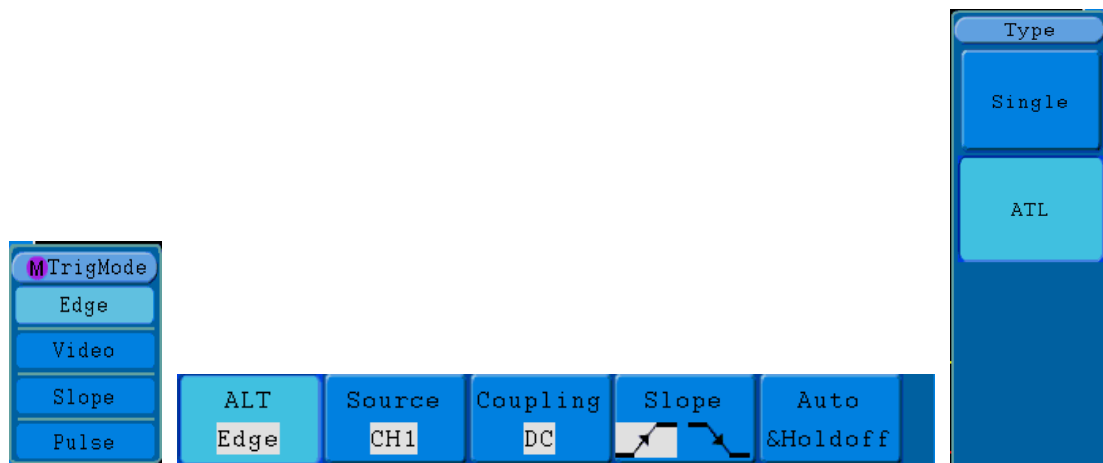 MTrigMode
Edge
Video
Slope
Pulse
ALT
Edge
Source
CH1
Coupling
DC
Slope
Auto
&Holdoff
Type
Single
ATL